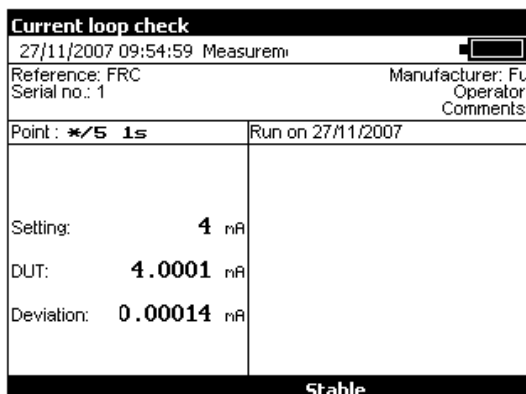 Current loop check
27/11/2007 09:54:59 Measurem
Reference: FRC Manufacturer: Fu
Serial no.: 1 Operator
Comments
Point : */5 1s Run on 27/11/2007
Setting: 4 mA
DUT: 4.0001 mA
Deviation: 0.00014 mA
Stable